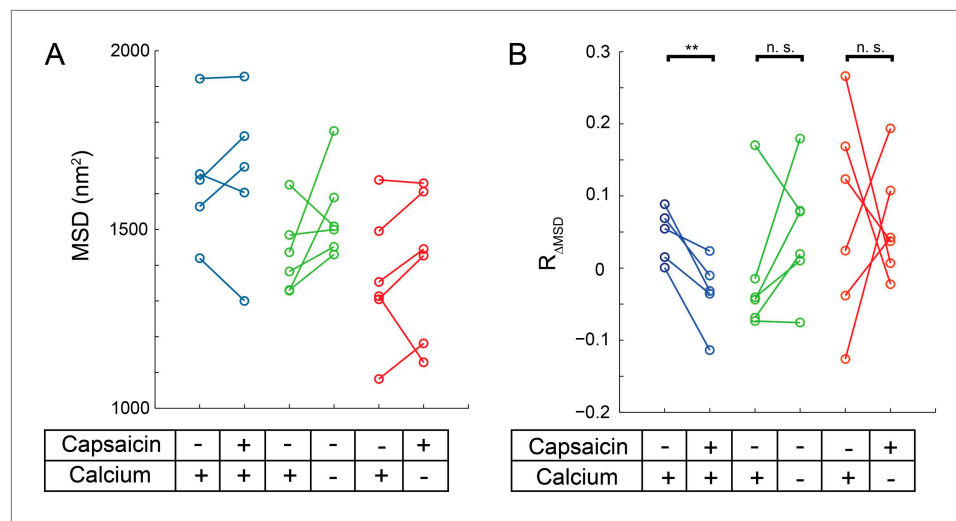 A
2000
1500
1000
MSD (nm²)
Capsaicin - + - - - +
Calcium + + + - + -
B
** n. s. n. s.
0.3
0.2
0.1
0
−0.1
−0.2
RΔMSD
Capsaicin - + - - - +
Calcium + + + - + -